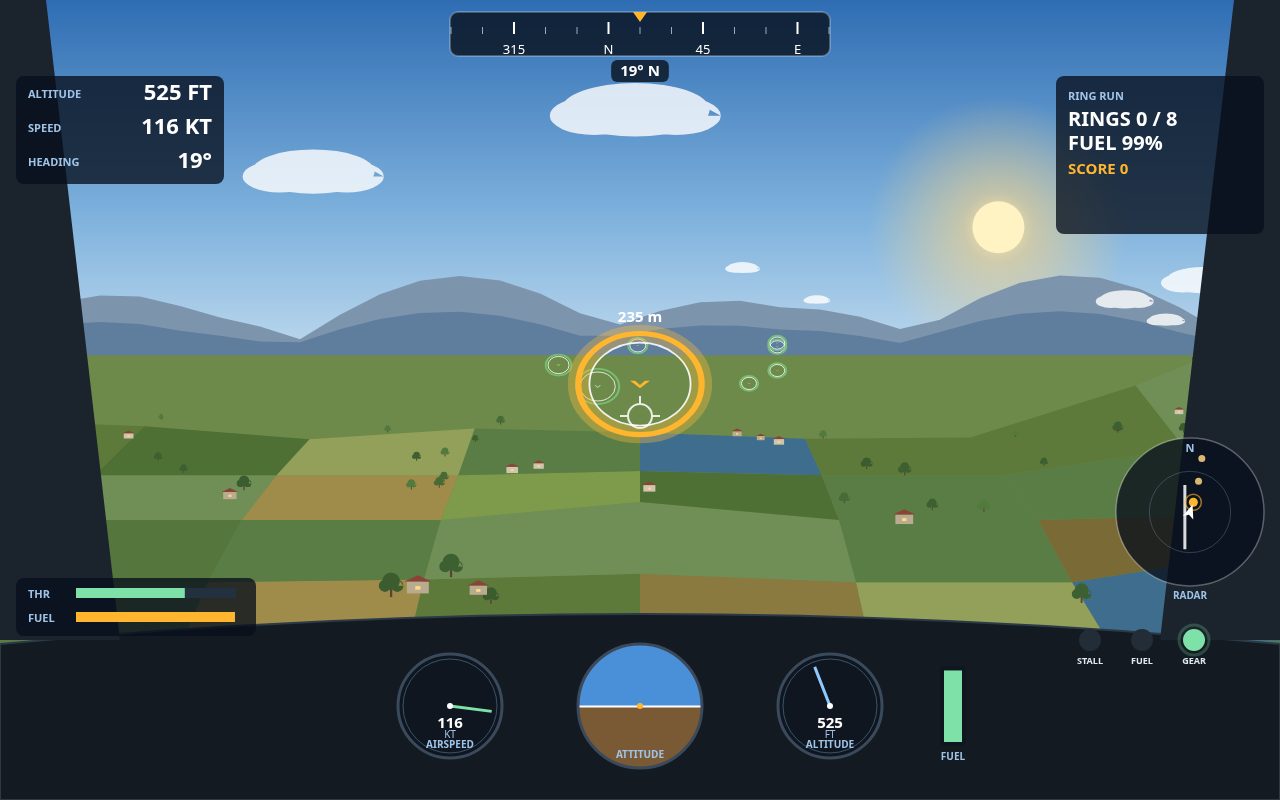 315 N 45 E
19° N
ALTITUDE 525 FT
SPEED 116 KT
HEADING 19°
RING RUN
RINGS 0 / 8
FUEL 99%
SCORE 0
235 m
N
RADAR
THR
FUEL
STALL FUEL GEAR
116
KT
AIRSPEED
ATTITUDE
525
FT
ALTITUDE
FUEL